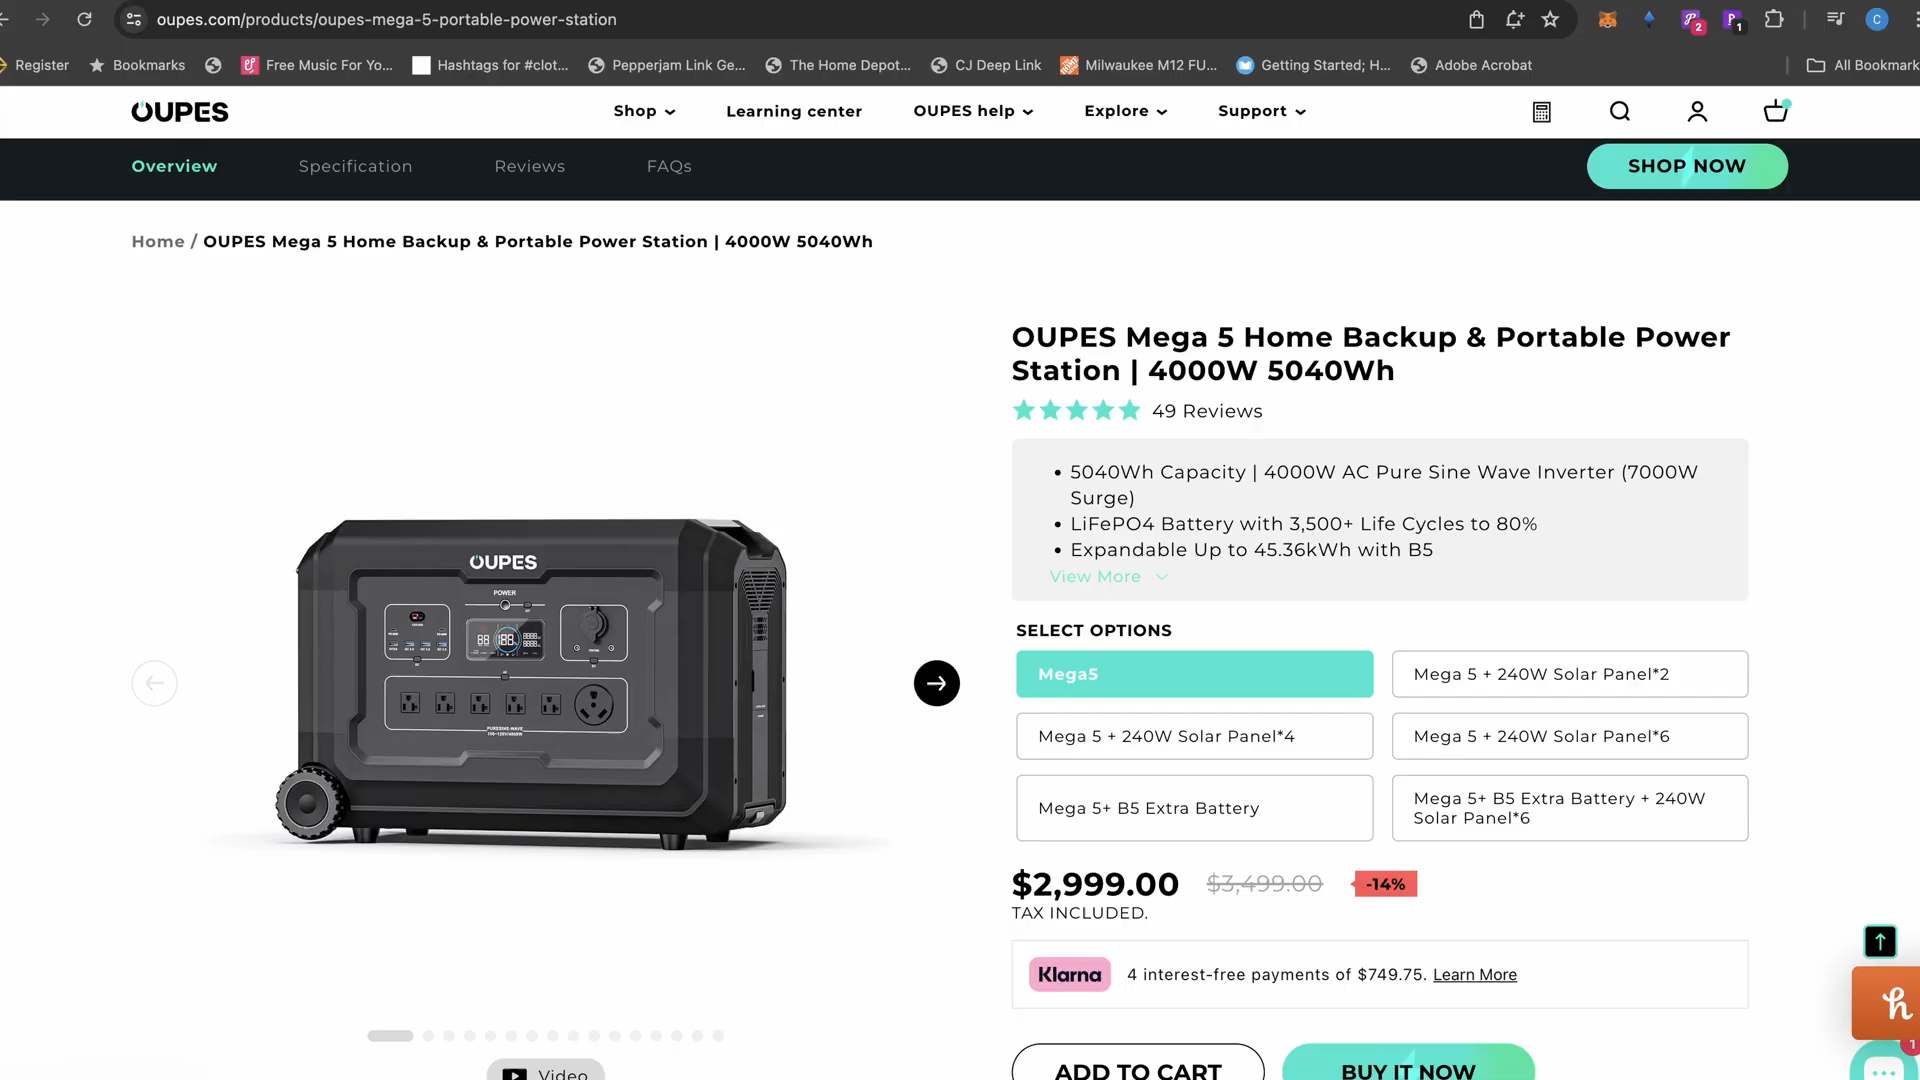 oupes.com/products/oupes-mega-5-portable-power-station
2
1
C
Register
Bookmarks
Free Music For Yo...
Hashtags for #clot...
Pepperjam Link Ge...
The Home Depot...
CJ Deep Link
Milwaukee M12 FU...
Getting Started; H...
Adobe Acrobat
All Bookmark
OUPES
Shop
Learning center
OUPES help
Explore
Support
Overview
Specification
Reviews
FAQs
SHOP NOW
Home / OUPES Mega 5 Home Backup & Portable Power Station | 4000W 5040Wh
OUPES Mega 5 Home Backup & Portable Power
Station | 4000W 5040Wh
49 Reviews
• 5040Wh Capacity | 4000W AC Pure Sine Wave Inverter (7000W
Surge)
• LiFePO4 Battery with 3,500+ Life Cycles to 80%
• Expandable Up to 45.36kWh with B5
View More
OUPES
POWER
SELECT OPTIONS
Mega5
Mega 5 + 240W Solar Panel*2
Mega 5 + 240W Solar Panel*4
Mega 5 + 240W Solar Panel*6
Mega 5+ B5 Extra Battery
Mega 5+ B5 Extra Battery + 240W
Solar Panel*6
$2,999.00
$3,499.00
-14%
TAX INCLUDED.
Klarna
4 interest-free payments of $749.75. Learn More
h
1
ADD TO CART
BUY IT NOW
Video